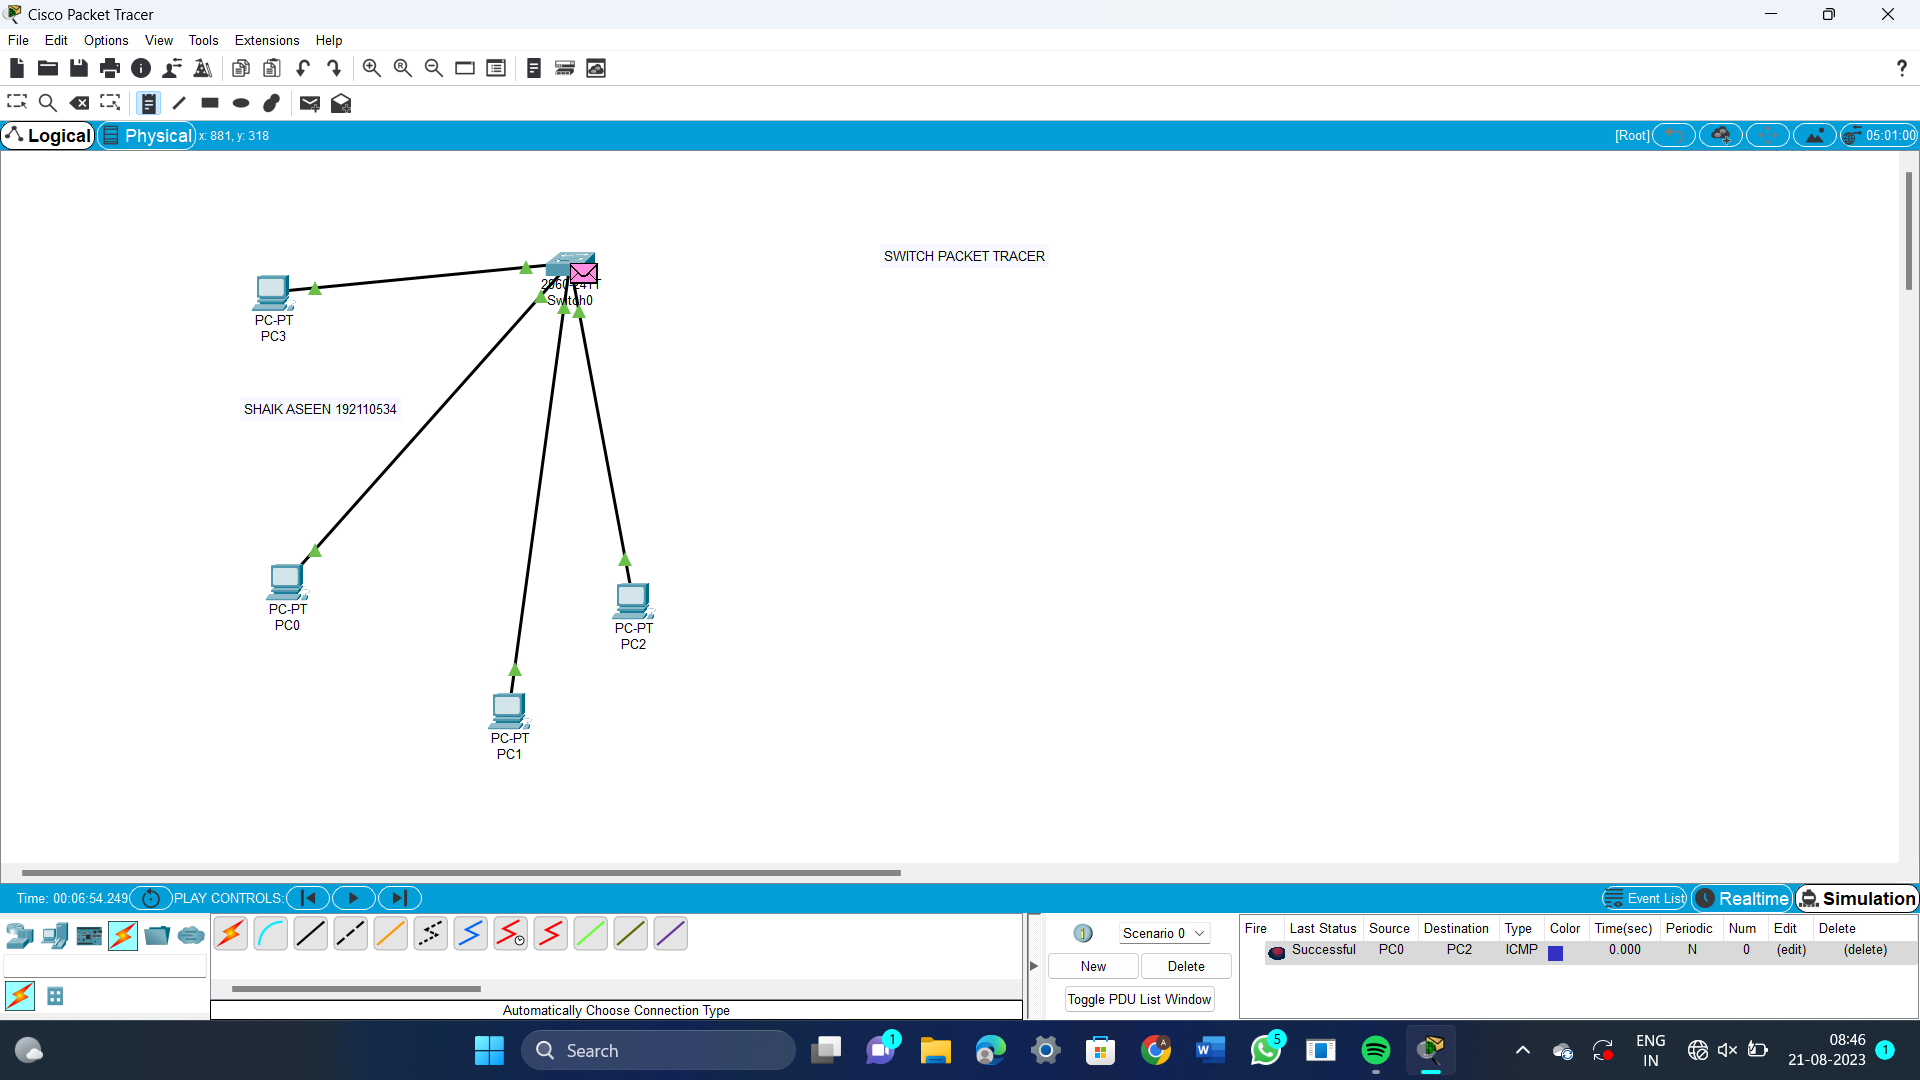 Cisco Packet Tracer
File Edit Options View Tools Extensions Help
Logical Physical x: 881, y: 318 [Root] 05:01:00
SWITCH PACKET TRACER
Switch0
PC-PT
PC3
SHAIK ASEEN 192110534
PC-PT
PC0
PC-PT
PC2
PC-PT
PC1
Time: 00:06:54.249 PLAY CONTROLS: Event List Realtime Simulation
Scenario 0
New Delete
Toggle PDU List Window
Fire Last Status Source Destination Type Color Time(sec) Periodic Num Edit Delete
Successful PC0 PC2 ICMP 0.000 N 0 (edit) (delete)
Automatically Choose Connection Type
Search
1
5
ENG
IN
08:46
21-08-2023
1